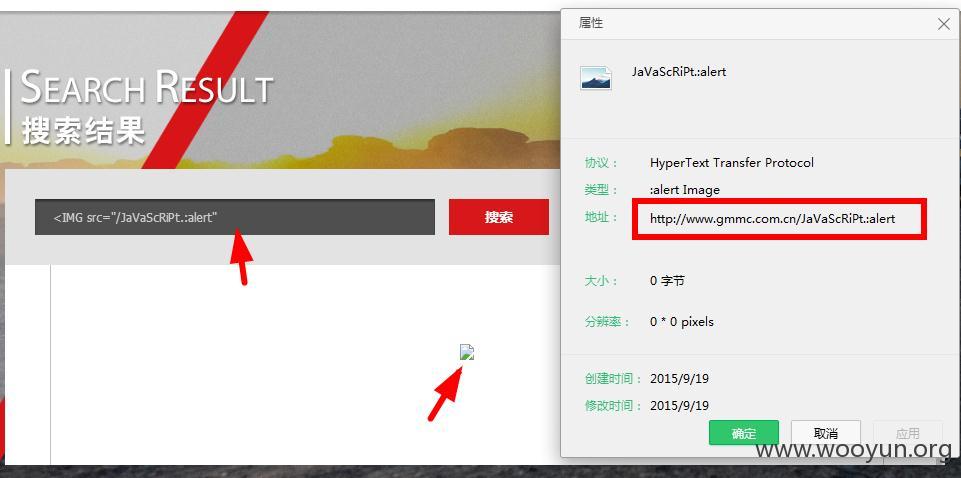 SEARCH RESULT
搜索结果
<IMG src="/JaVaScRiPt.:alert"
搜索
属性
JaVaScRiPt.:alert
协议： HyperText Transfer Protocol
类型： :alert Image
地址： http://www.gmmc.com.cn/JaVaScRiPt.:alert
大小： 0 字节
分辨率： 0 * 0 pixels
创建时间： 2015/9/19
修改时间： 2015/9/19
确定 取消 应用
www.wooyun.org